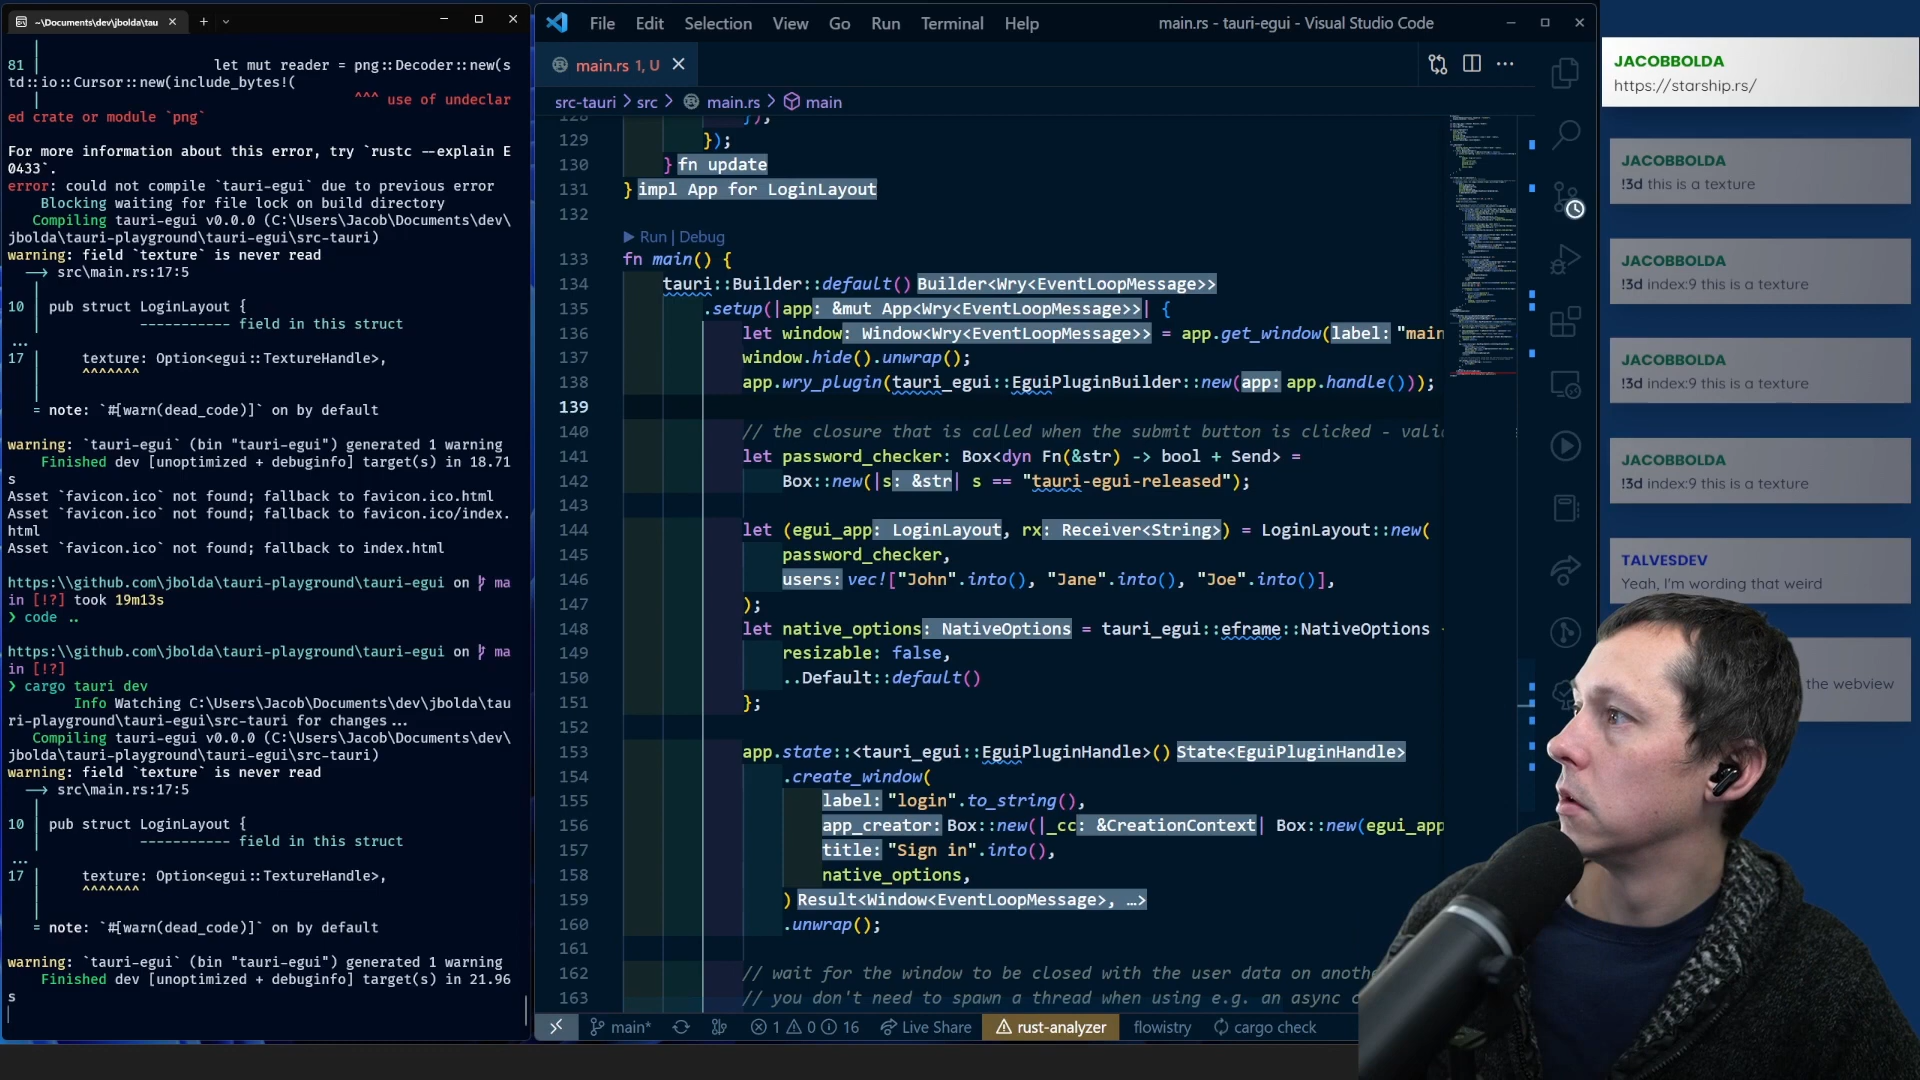 ~\Documents\dev\jbolda\tau
81 | let mut reader = png::Decoder::new(s
td::io::Cursor::new(include_bytes!(
| ^^^ use of undeclar
ed crate or module `png`
For more information about this error, try `rustc --explain E
0433`.
error: could not compile `tauri-egui` due to previous error
Blocking waiting for file lock on build directory
Compiling tauri-egui v0.0.0 (C:\Users\Jacob\Documents\dev\
jbolda\tauri-playground\tauri-egui\src-tauri)
warning: field `texture` is never read
--> src\main.rs:17:5
|
10 | pub struct LoginLayout {
| ----------- field in this struct
...
17 | texture: Option<egui::TextureHandle>,
| ^^^^^^^
|
= note: `#[warn(dead_code)]` on by default
warning: `tauri-egui` (bin "tauri-egui") generated 1 warning
Finished dev [unoptimized + debuginfo] target(s) in 18.71
s
Asset `favicon.ico` not found; fallback to favicon.ico.html
Asset `favicon.ico` not found; fallback to favicon.ico/index.
html
Asset `favicon.ico` not found; fallback to index.html
https:\\github.com\jbolda\tauri-playground\tauri-egui on ma
in [!?] took 19m13s
❯ code ..
https:\\github.com\jbolda\tauri-playground\tauri-egui on ma
in [!?]
❯ cargo tauri dev
Info Watching C:\Users\Jacob\Documents\dev\jbolda\tau
ri-playground\tauri-egui\src-tauri for changes...
Compiling tauri-egui v0.0.0 (C:\Users\Jacob\Documents\dev\
jbolda\tauri-playground\tauri-egui\src-tauri)
warning: field `texture` is never read
--> src\main.rs:17:5
|
10 | pub struct LoginLayout {
| ----------- field in this struct
...
17 | texture: Option<egui::TextureHandle>,
| ^^^^^^^
|
= note: `#[warn(dead_code)]` on by default
warning: `tauri-egui` (bin "tauri-egui") generated 1 warning
Finished dev [unoptimized + debuginfo] target(s) in 21.96
s
File Edit Selection View Go Run Terminal Help
main.rs - tauri-egui - Visual Studio Code
main.rs 1, U
src-tauri > src > main.rs > main
128 });
129 });
130 } fn update
131 } impl App for LoginLayout
132
Run | Debug
133 fn main() {
134 tauri::Builder::default() Builder<Wry<EventLoopMessage>>
135 .setup(|app: &mut App<Wry<EventLoopMessage>>| {
136 let window: Window<Wry<EventLoopMessage>> = app.get_window(label: "main
137 window.hide().unwrap();
138 app.wry_plugin(tauri_egui::EguiPluginBuilder::new(app: app.handle()));
139
140 // the closure that is called when the submit button is clicked - vali
141 let password_checker: Box<dyn Fn(&str) -> bool + Send> =
142 Box::new(|s: &str| s == "tauri-egui-released");
143
144 let (egui_app: LoginLayout, rx: Receiver<String>) = LoginLayout::new(
145 password_checker,
146 users: vec!["John".into(), "Jane".into(), "Joe".into()],
147 );
148 let native_options: NativeOptions = tauri_egui::eframe::NativeOptions
149 resizable: false,
150 ..Default::default()
151 };
152
153 app.state::<tauri_egui::EguiPluginHandle>() State<EguiPluginHandle>
154 .create_window(
155 label: "login".to_string(),
156 app_creator: Box::new(|_cc: &CreationContext| Box::new(egui_app
157 title: "Sign in".into(),
158 native_options,
159 ) Result<Window<EventLoopMessage>, …>
160 .unwrap();
161
162 // wait for the window to be closed with the user data on anothe
163 // you don't need to spawn a thread when using e.g. an async c
main* 1 0 16 Live Share rust-analyzer flowistry cargo check
JACOBBOLDA
https://starship.rs/
JACOBBOLDA
!3d this is a texture
JACOBBOLDA
!3d index:9 this is a texture
JACOBBOLDA
!3d index:9 this is a texture
JACOBBOLDA
!3d index:9 this is a texture
TALVESDEV
Yeah, I'm wording that weird
the webview